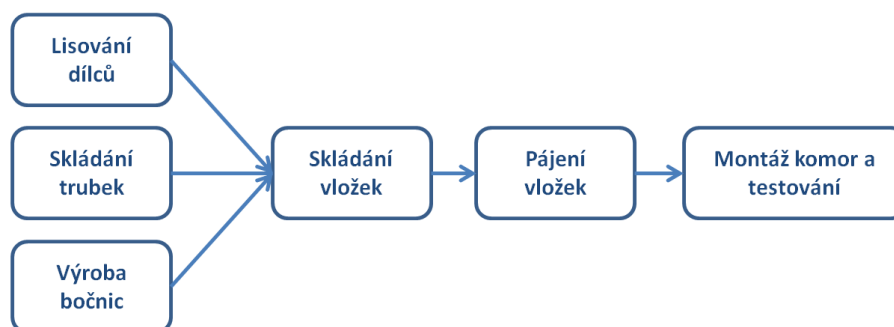 Lisování
dílců
Skládání
trubek
Výroba
bočnic
Skládání
vložek
Pájení
vložek
Montáž komor a
testování